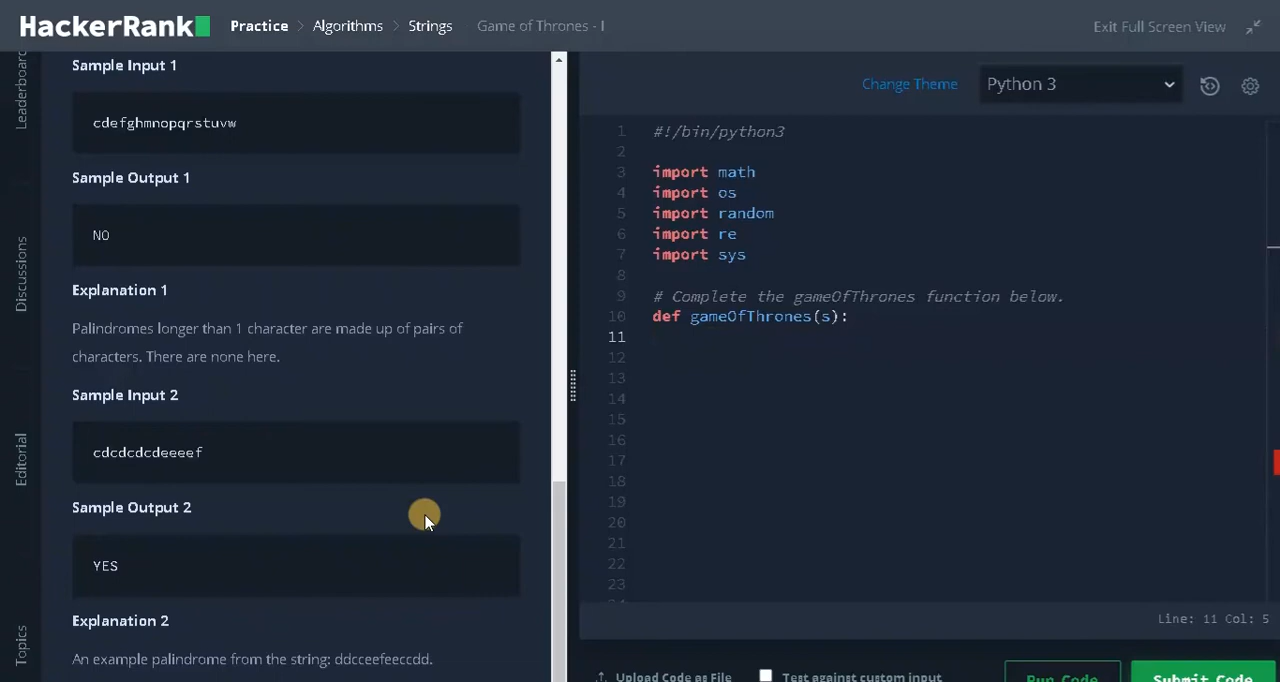 HackerRank Practice > Algorithms > Strings Game of Thrones - I Exit Full Screen View
Leaderboard
Discussions
Editorial
Topics
Sample Input 1
cdefghmnopqrstuvw
Sample Output 1
NO
Explanation 1
Palindromes longer than 1 character are made up of pairs of
characters. There are none here.
Sample Input 2
cdcdcdcdeeeef
Sample Output 2
YES
Explanation 2
An example palindrome from the string: ddcceefeeccdd.
Change Theme Python 3
1 #!/bin/python3
2
3 import math
4 import os
5 import random
6 import re
7 import sys
8
9 # Complete the gameOfThrones function below.
10 def gameOfThrones(s):
11
12
13
14
15
16
17
18
19
20
21
22
23
Line: 11 Col: 5
Upload Code as File Test against custom input Run Code Submit Code